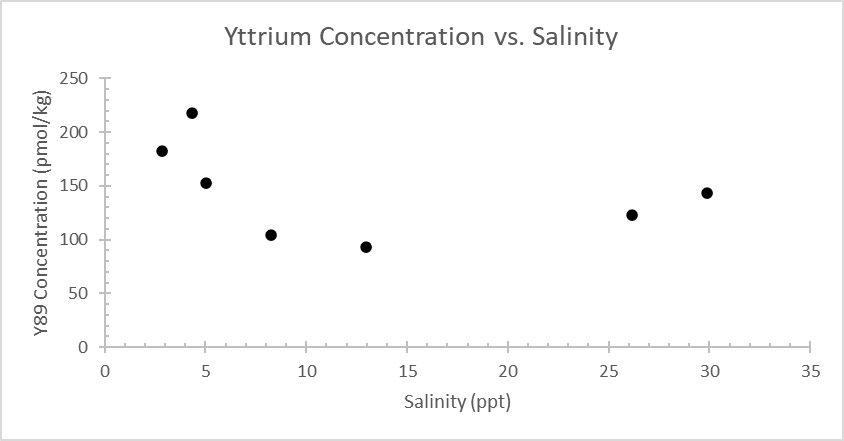 Yttrium Concentration vs. Salinity
Y89 Concentration (pmol/kg)
250
200
150
100
50
0
0 5 10 15 20 25 30 35
Salinity (ppt)